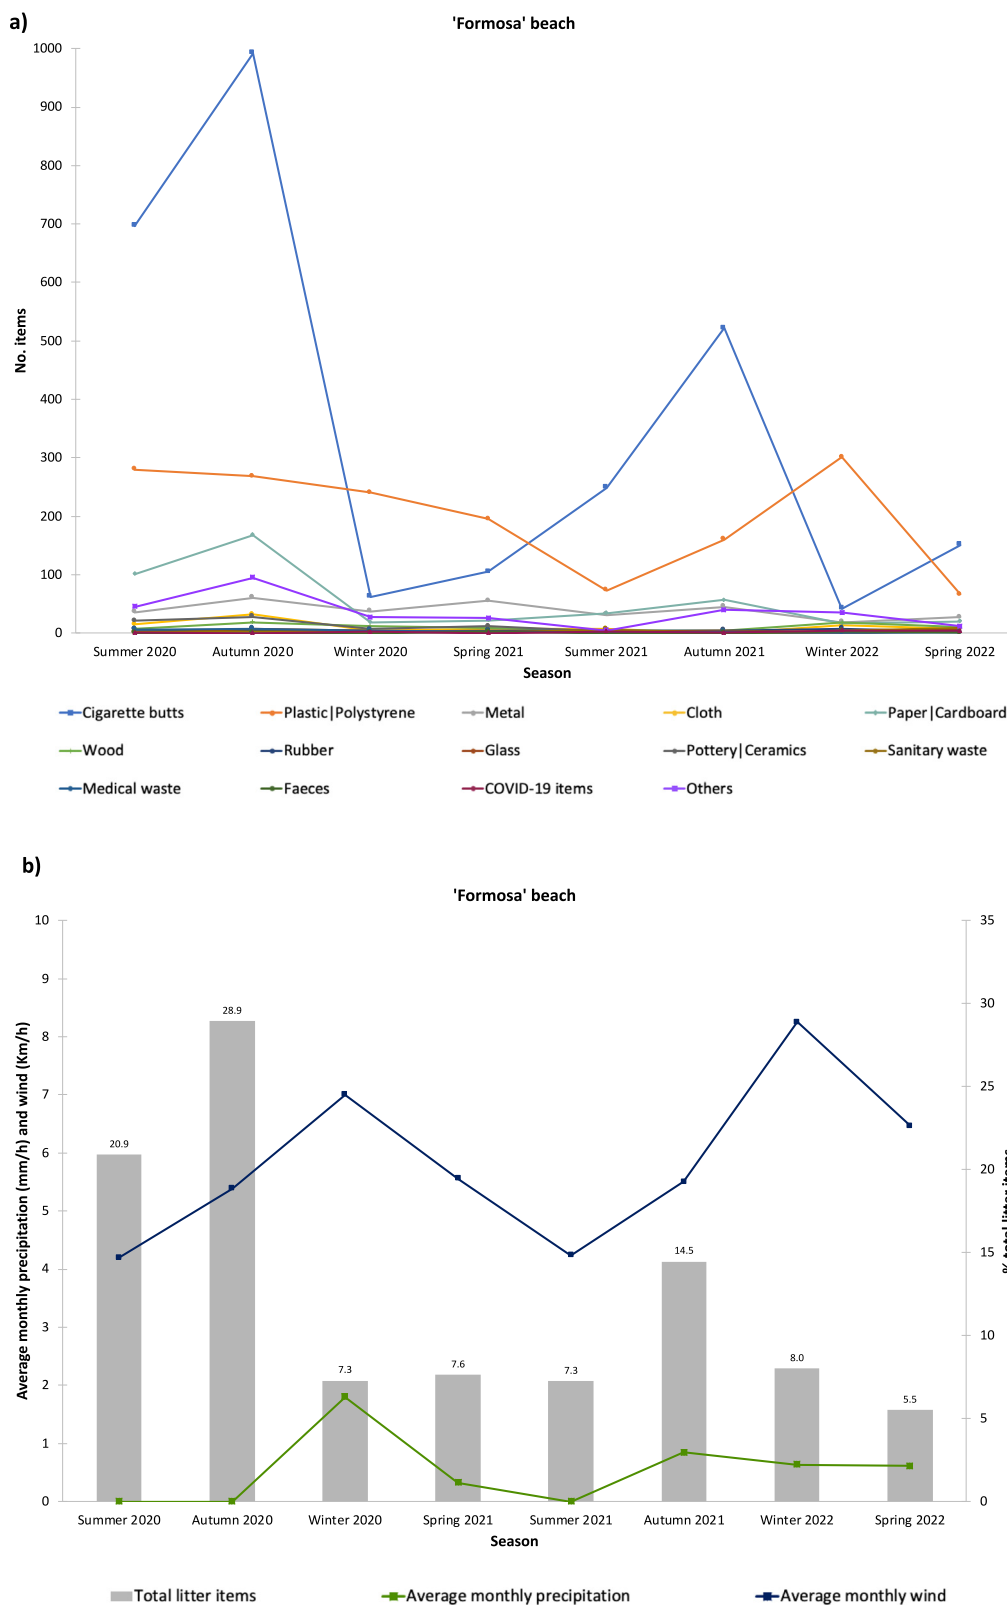 a)
'Formosa' beach
1000
900
800
700
600
500
400
300
200
100
0
No. items
Summer 2020 Autumn 2020 Winter 2020 Spring 2021 Summer 2021 Autumn 2021 Winter 2022 Spring 2022
Season
Cigarette butts Plastic|Polystyrene Metal Cloth Paper|Cardboard
Wood Rubber Glass Pottery|Ceramics Sanitary waste
Medical waste Faeces COVID-19 items Others
b)
'Formosa' beach
10
9
8
7
6
5
4
3
2
1
0
Average monthly precipitation (mm/h) and wind (Km/h)
20.9
28.9
7.3
7.6
7.3
14.5
8.0
5.5
35
30
25
20
15
10
5
0
% total litter items
Summer 2020 Autumn 2020 Winter 2020 Spring 2021 Summer 2021 Autumn 2021 Winter 2022 Spring 2022
Season
Total litter items Average monthly precipitation Average monthly wind